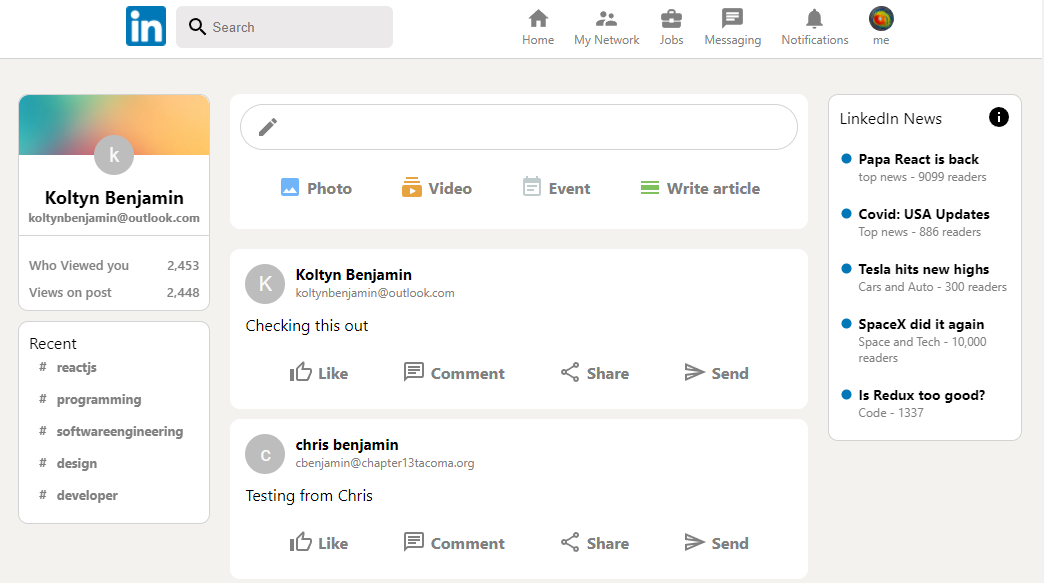 in
Search
Home
My Network
Jobs
Messaging
Notifications
me
k
Koltyn Benjamin
koltynbenjamin@outlook.com
Who Viewed you 2,453
Views on post 2,448
Recent
# reactjs
# programming
# softwareengineering
# design
# developer
Photo
Video
Event
Write article
K
Koltyn Benjamin
koltynbenjamin@outlook.com
Checking this out
Like
Comment
Share
Send
c
chris benjamin
cbenjamin@chapter13tacoma.org
Testing from Chris
Like
Comment
Share
Send
LinkedIn News
i
Papa React is back
top news - 9099 readers
Covid: USA Updates
Top news - 886 readers
Tesla hits new highs
Cars and Auto - 300 readers
SpaceX did it again
Space and Tech - 10,000
readers
Is Redux too good?
Code - 1337